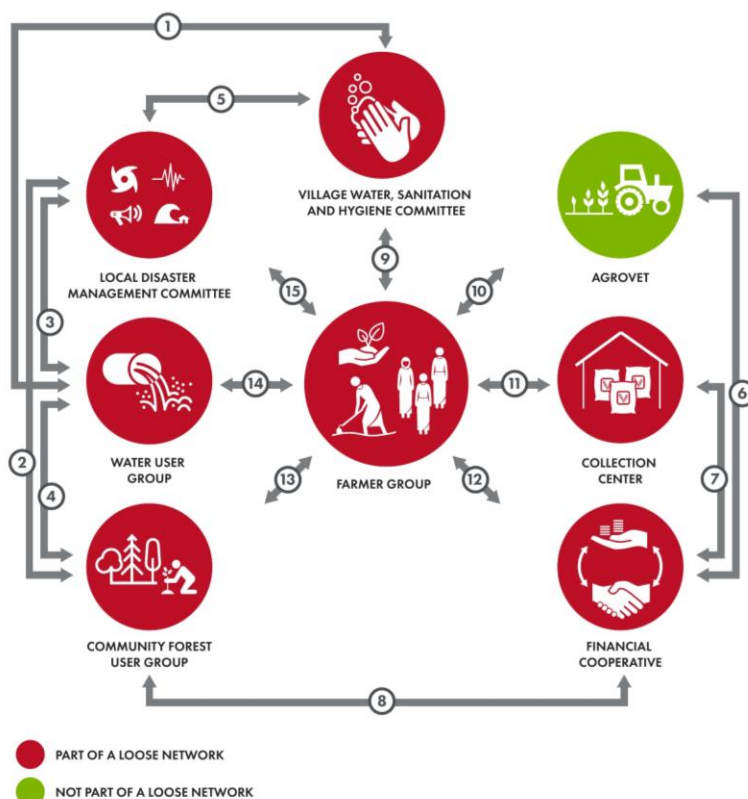 1
5
VILLAGE WATER, SANITATION
AND HYGIENE COMMITTEE
LOCAL DISASTER
MANAGEMENT COMMITTEE
AGROVET
9
15
10
3
14
11
6
WATER USER
GROUP
FARMER GROUP
COLLECTION
CENTER
2
4
13
12
7
COMMUNITY FOREST
USER GROUP
FINANCIAL
COOPERATIVE
8
PART OF A LOOSE NETWORK
NOT PART OF A LOOSE NETWORK